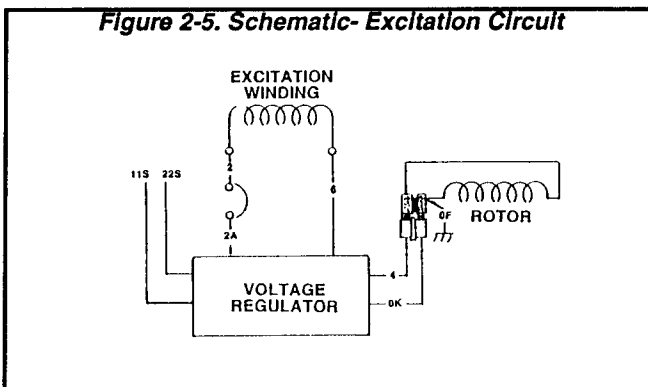 Figure 2-5. Schematic- Excitation Circuit
EXCITATION
WINDING
11S 22S
2
6
2A
4
0K
0F
ROTOR
VOLTAGE
REGULATOR